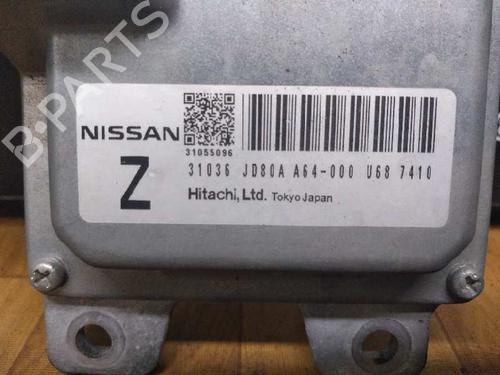 B-PARTS
NISSAN
31055096
Z
31036 JD80A A64-000 U68 7410
Hitachi, Ltd. Tokyo Japan